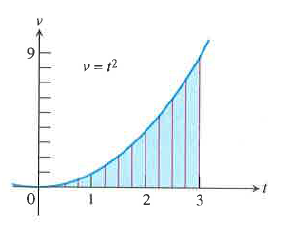 v
9
v = t²
0 1 2 3 t